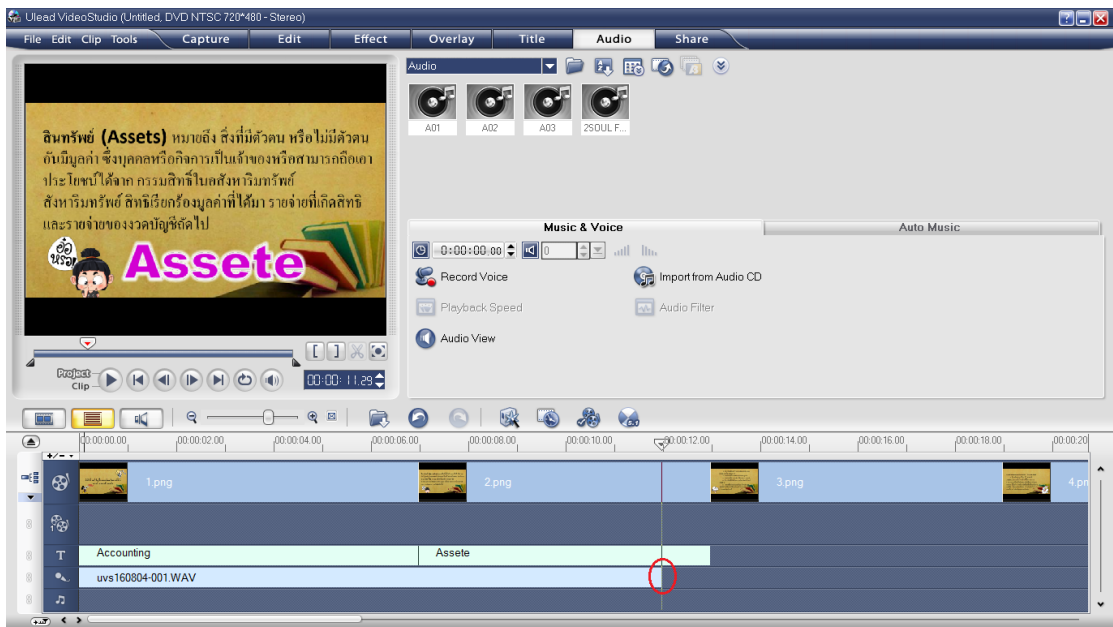 Ulead VideoStudio (Untitled, DVD NTSC 720*480 - Stereo)
File Edit Clip Tools Capture Edit Effect Overlay Title Audio Share
Audio
A01 A02 A03 2SOUL F...
สินทรัพย์ (Assets) หมายถึง สิ่งที่มีตัวตน หรือไม่มีตัวตน
อันมีมูลค่า ซึ่งบุคคลหรือกิจการเป็นเจ้าของหรือสามารถถือเอา
ประโยชน์ได้จาก กรรมสิทธิ์ในอสังหาริมทรัพย์
สังหาริมทรัพย์ สิทธิเรียกร้องมูลค่าที่ได้มา รายจ่ายที่เกิดสิทธิ
และรายจ่ายของงวดบัญชีถัดไป
Assete
Music & Voice Auto Music
0:00:00.00 0
Record Voice Import from Audio CD
Playback Speed Audio Filter
Audio View
Project
Clip
00:00:11.29
00:00:00.00 00:00:02.00 00:00:04.00 00:00:06.00 00:00:08.00 00:00:10.00 00:00:12.00 00:00:14.00 00:00:16.00 00:00:18.00 00:00:20
1.png 2.png 3.png 4.pn
T Accounting Assete
uvs160804-001.WAV